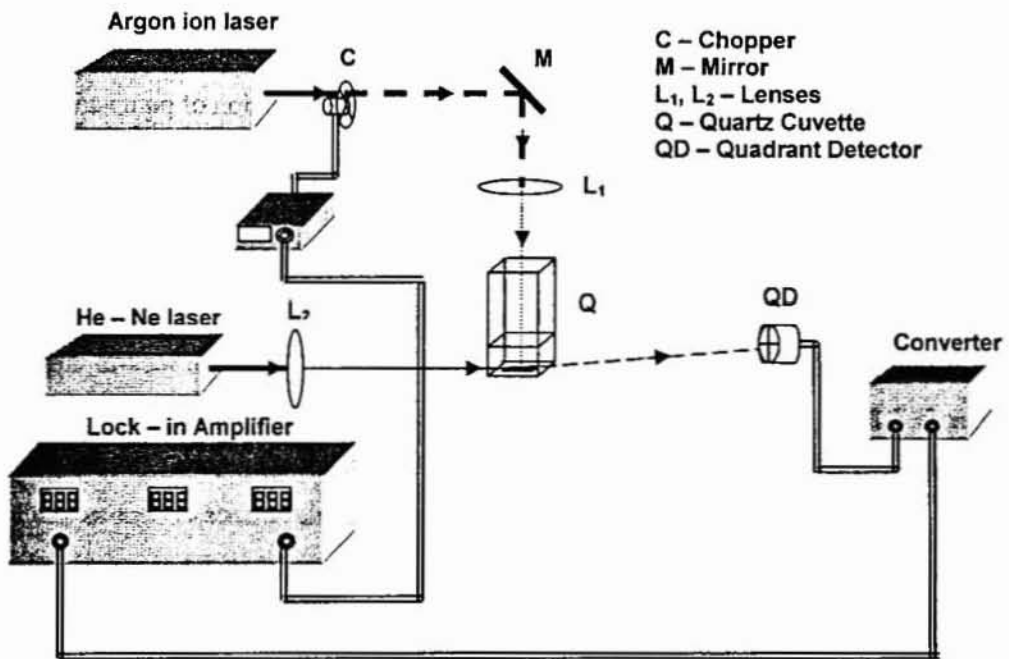 Argon ion laser
C
M
C – Chopper
M – Mirror
L₁, L₂ – Lenses
Q – Quartz Cuvette
QD – Quadrant Detector
L₁
Q
QD
He – Ne laser
L₂
Converter
Lock – in Amplifier